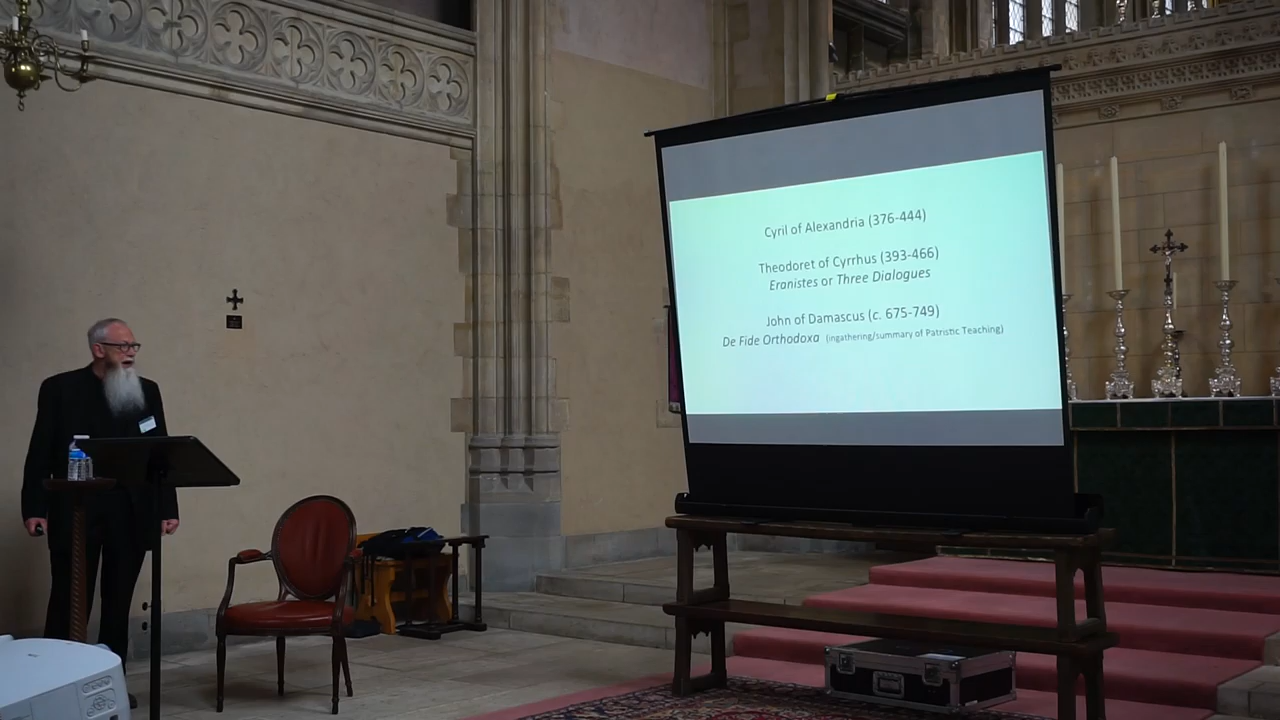 Cyril of Alexandria (376-444)
Theodoret of Cyrrhus (393-466)
Eranistes or Three Dialogues
John of Damascus (c. 675-749)
De Fide Orthodoxa (ingathering/summary of Patristic Teaching)